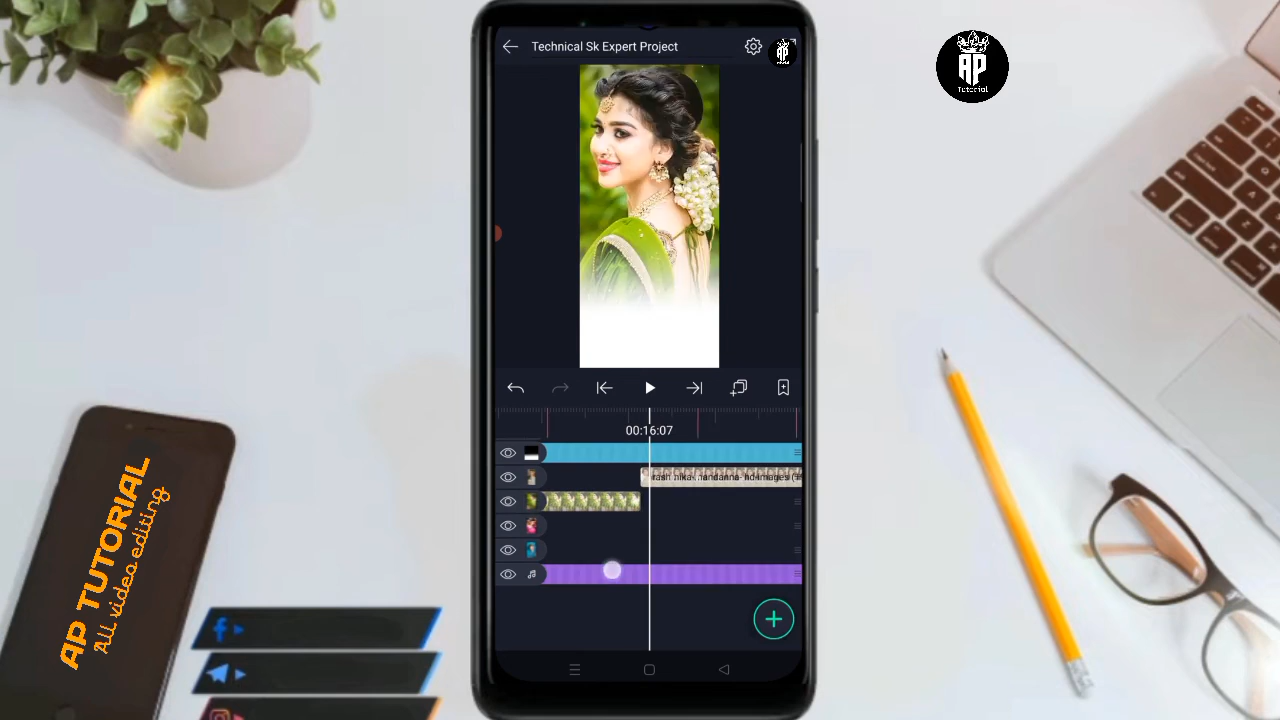 Technical Sk Expert Project
AP
Tutorial
00:16:07
AP TUTORIAL
All video editing